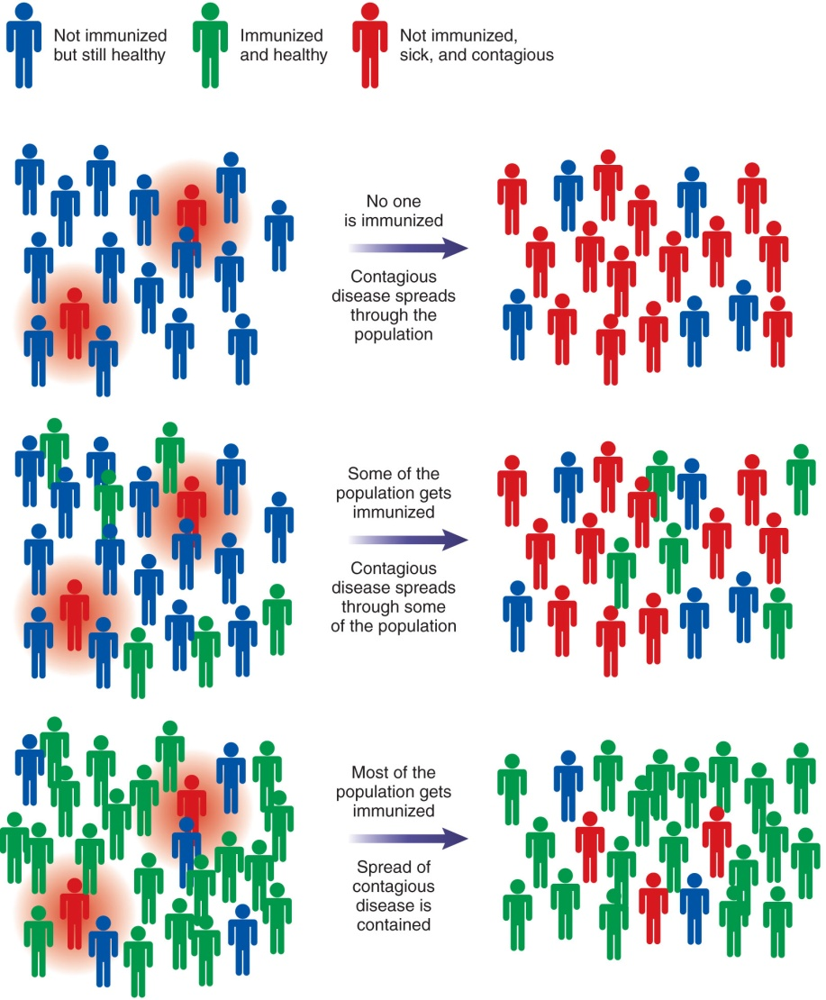 Not immunized
but still healthy
Immunized
and healthy
Not immunized,
sick, and contagious
No one
is immunized
Contagious
disease spreads
through the
population
Some of the
population gets
immunized
Contagious
disease spreads
through some
of the population
Most of the
population gets
immunized
Spread of
contagious
disease is
contained